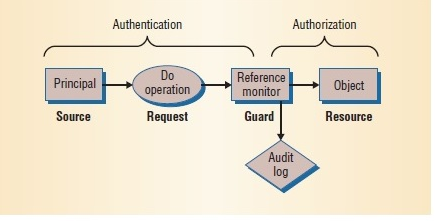 Authentication
Authorization
Principal
Do
operation
Reference
monitor
Object
Source
Request
Guard
Resource
Audit
log